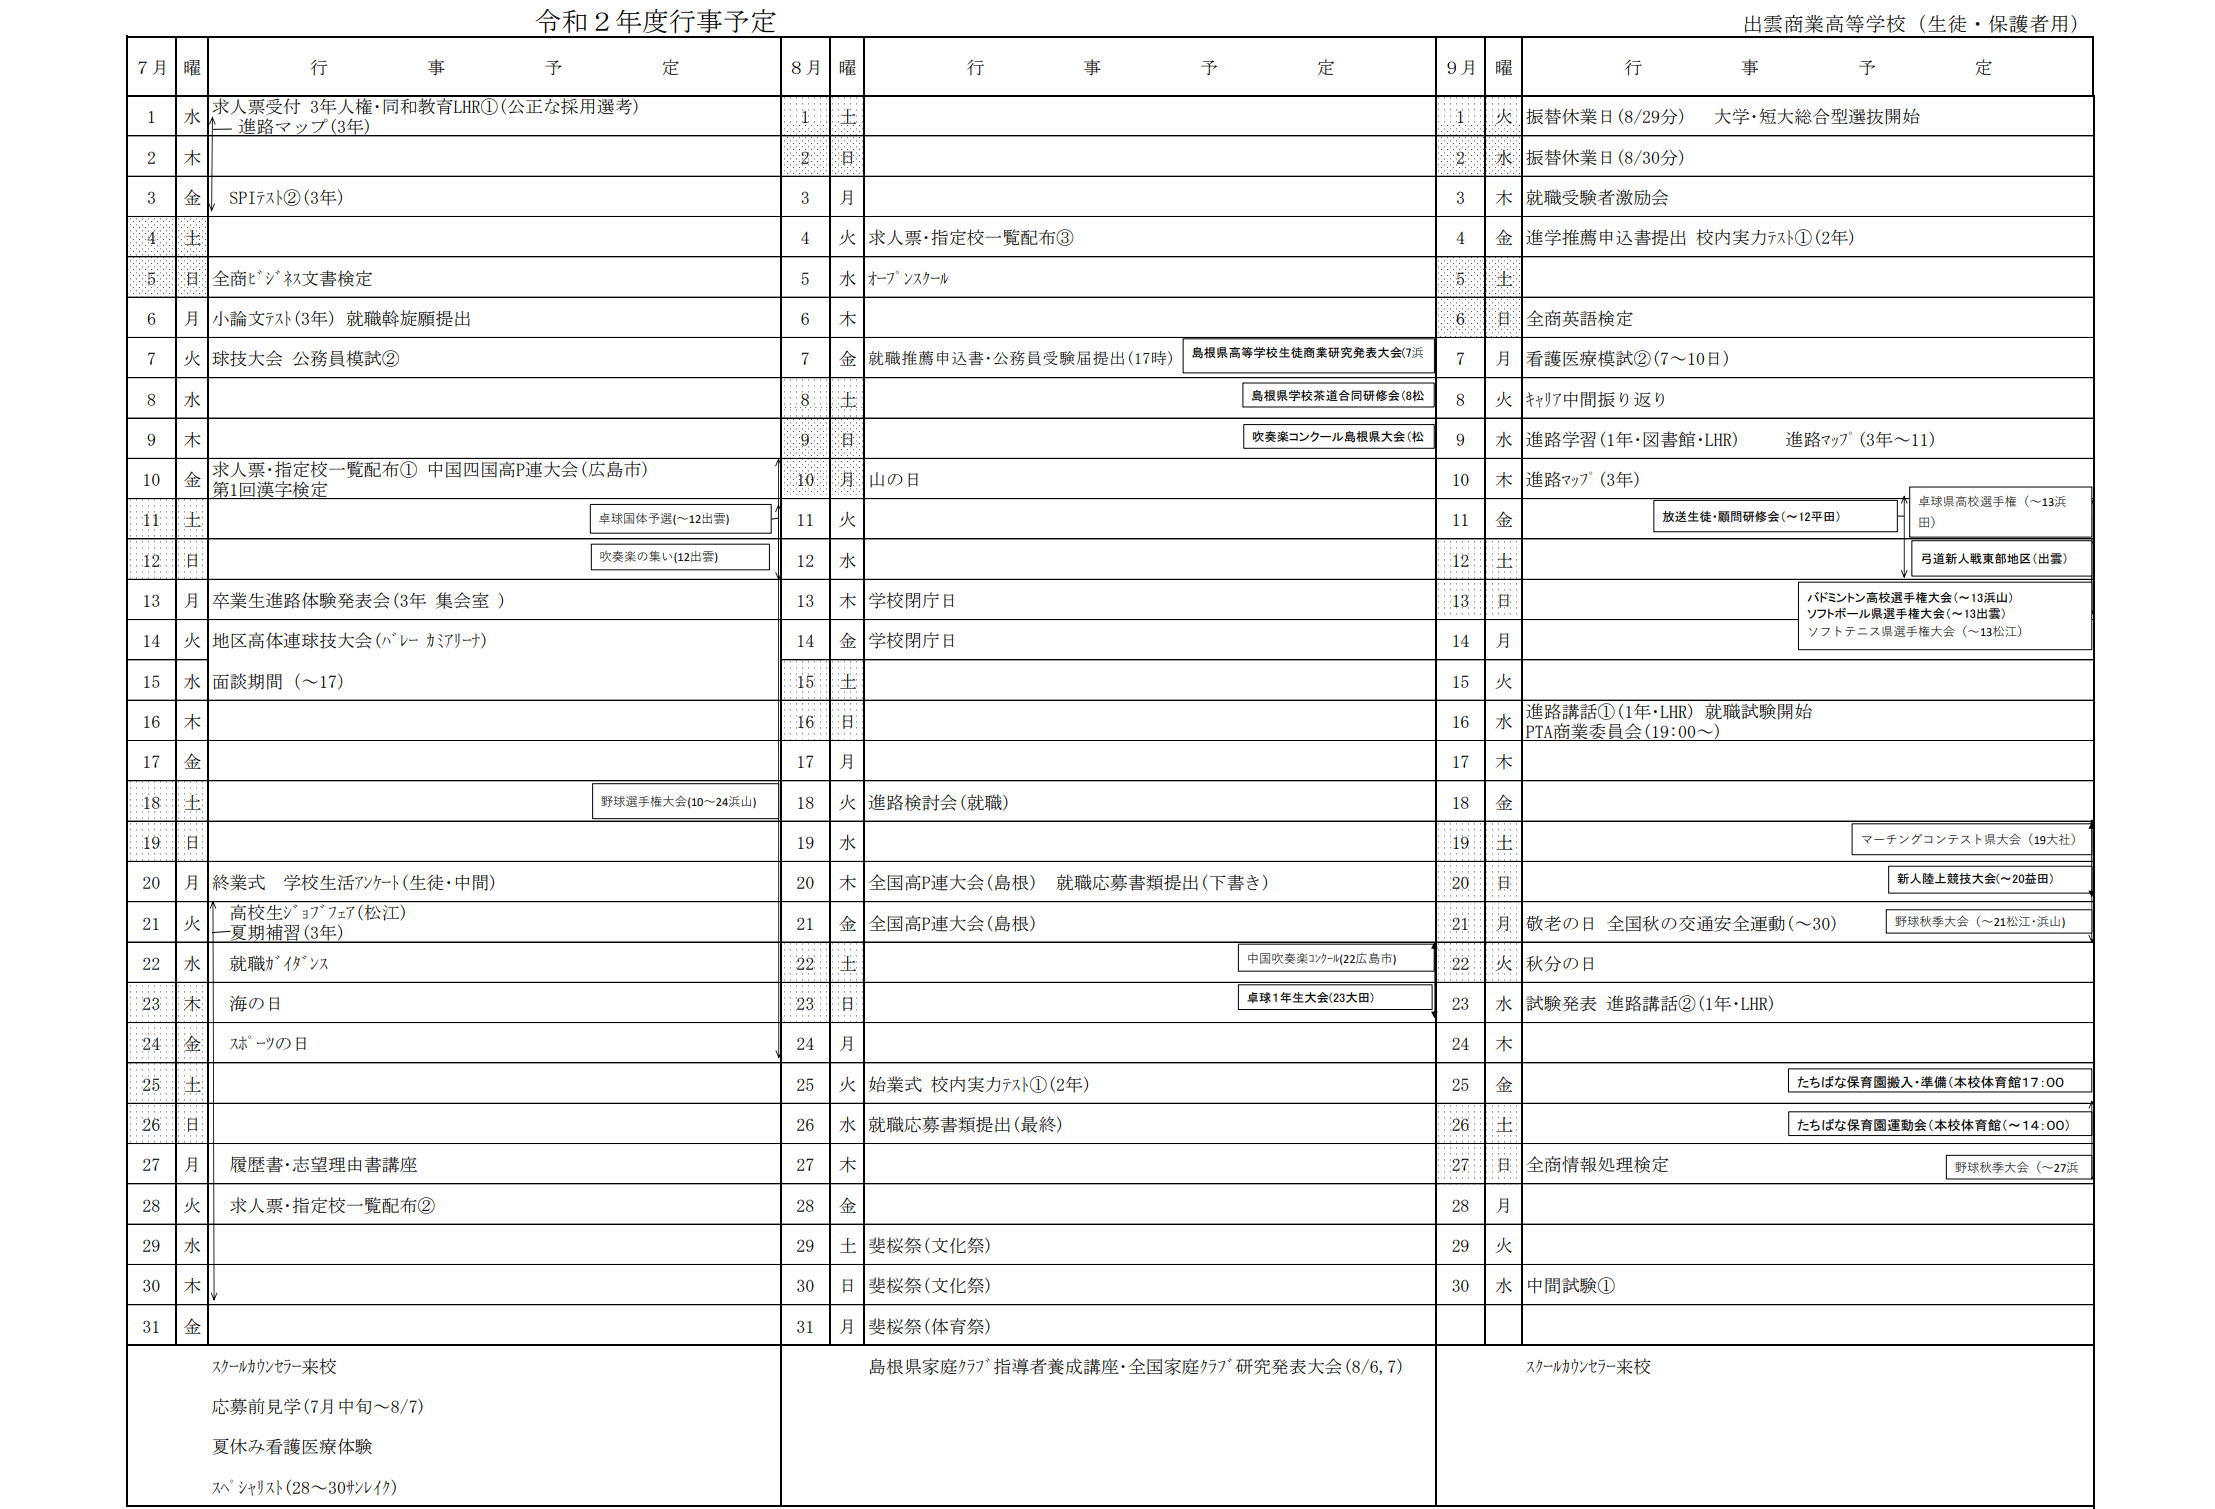 令和２年度行事予定
出雲商業高等学校（生徒・保護者用）
７月 曜 行 事 予 定 ８月 曜 行 事 予 定 ９月 曜 行 事 予 定
1 水 求人票受付 3年人権・同和教育LHR①(公正な採用選考)
進路マップ(3年)
1 土
1 火 振替休業日(8/29分) 大学・短大総合型選抜開始
2 木
2 日
2 水 振替休業日(8/30分)
3 金 SPIﾃｽﾄ②(3年)
3 月
3 木 就職受験者激励会
4 土
4 火 求人票・指定校一覧配布③
4 金 進学推薦申込書提出 校内実力ﾃｽﾄ①(2年)
5 日 全商ﾋﾞｼﾞﾈｽ文書検定
5 水 ｵｰﾌﾟﾝｽｸｰﾙ
5 土
6 月 小論文ﾃｽﾄ(3年) 就職斡旋願提出
6 木
6 日 全商英語検定
7 火 球技大会 公務員模試②
7 金 就職推薦申込書・公務員受験届提出(17時) 島根県高等学校生徒商業研究発表大会(7浜
7 月 看護医療模試②(7～10日)
8 水
8 土 島根県学校茶道合同研修会(8松
8 火 ｷｬﾘｱ中間振り返り
9 木
9 日 吹奏楽コンクール島根県大会(松
9 水 進路学習(1年・図書館・LHR) 進路ﾏｯﾌﾟ(3年～11)
10 金 求人票・指定校一覧配布① 中国四国高P連大会(広島市)
第1回漢字検定
10 月 山の日
10 木 進路ﾏｯﾌﾟ(3年)
卓球県高校選手権（～13浜
田）
11 土 卓球国体予選(～12出雲)
11 火
11 金 放送生徒・顧問研修会(～12平田)
12 日 吹奏楽の集い(12出雲)
12 水
12 土 弓道新人戦東部地区(出雲)
13 月 卒業生進路体験発表会(3年 集会室 )
13 木 学校閉庁日
13 日 バドミントン高校選手権大会(～13浜山)
ソフトボール県選手権大会(～13出雲)
ソフトテニス県選手権大会（～13松江)
14 火 地区高体連球技大会(ﾊﾞﾚｰ ｶﾐｱﾘｰﾅ)
14 金 学校閉庁日
14 月
15 水 面談期間 (～17)
15 土
15 火
16 木
16 日
16 水 進路講話①(1年・LHR) 就職試験開始
PTA商業委員会(19:00～)
17 金
17 月
17 木
18 土 野球選手権大会(10～24浜山)
18 火 進路検討会(就職)
18 金
19 日
19 水
19 土 マーチングコンテスト県大会（19大社)
20 月 終業式 学校生活ｱﾝｹｰﾄ(生徒・中間)
20 木 全国高P連大会(島根) 就職応募書類提出(下書き)
20 日 新人陸上競技大会(～20益田)
21 火 高校生ｼﾞｮﾌﾞﾌｪｱ(松江)
夏期補習(3年)
21 金 全国高P連大会(島根)
21 月 敬老の日 全国秋の交通安全運動(～30) 野球秋季大会（～21松江・浜山)
22 水 就職ｶﾞｲﾀﾞﾝｽ
22 土 中国吹奏楽ｺﾝｸｰﾙ(22広島市)
22 火 秋分の日
23 木 海の日
23 日 卓球１年生大会(23大田)
23 水 試験発表 進路講話②(1年・LHR)
24 金 ｽﾎﾟｰﾂの日
24 月
24 木
25 土
25 火 始業式 校内実力ﾃｽﾄ①(2年)
25 金 たちばな保育園搬入・準備(本校体育館１７：００
26 日
26 水 就職応募書類提出(最終)
26 土 たちばな保育園運動会(本校体育館(～１４：００)
27 月 履歴書・志望理由書講座
27 木
27 日 全商情報処理検定 野球秋季大会（～27浜
28 火 求人票・指定校一覧配布②
28 金
28 月
29 水
29 土 斐桜祭(文化祭)
29 火
30 木
30 日 斐桜祭(文化祭)
30 水 中間試験①
31 金
31 月 斐桜祭(体育祭)
ｽｸｰﾙｶｳﾝｾﾗｰ来校
島根県家庭ｸﾗﾌﾞ指導者養成講座・全国家庭ｸﾗﾌﾞ研究発表大会(8/6,7)
ｽｸｰﾙｶｳﾝｾﾗｰ来校
応募前見学(7月中旬～8/7)
夏休み看護医療体験
ｽﾍﾟｼｬﾘｽﾄ(28～30ｻﾝﾚｲｸ)